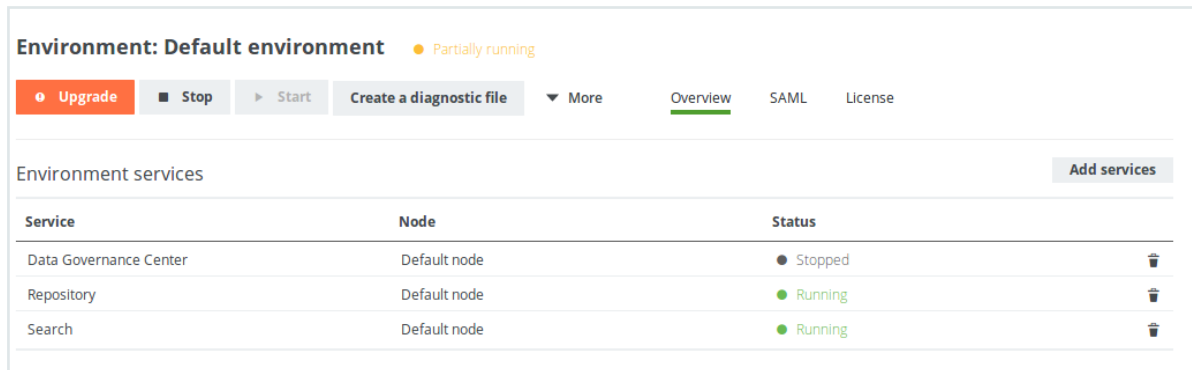 Environment: Default environment Partially running
Upgrade Stop Start Create a diagnostic file More Overview SAML License
Environment services Add services
Service Node Status
Data Governance Center Default node Stopped
Repository Default node Running
Search Default node Running